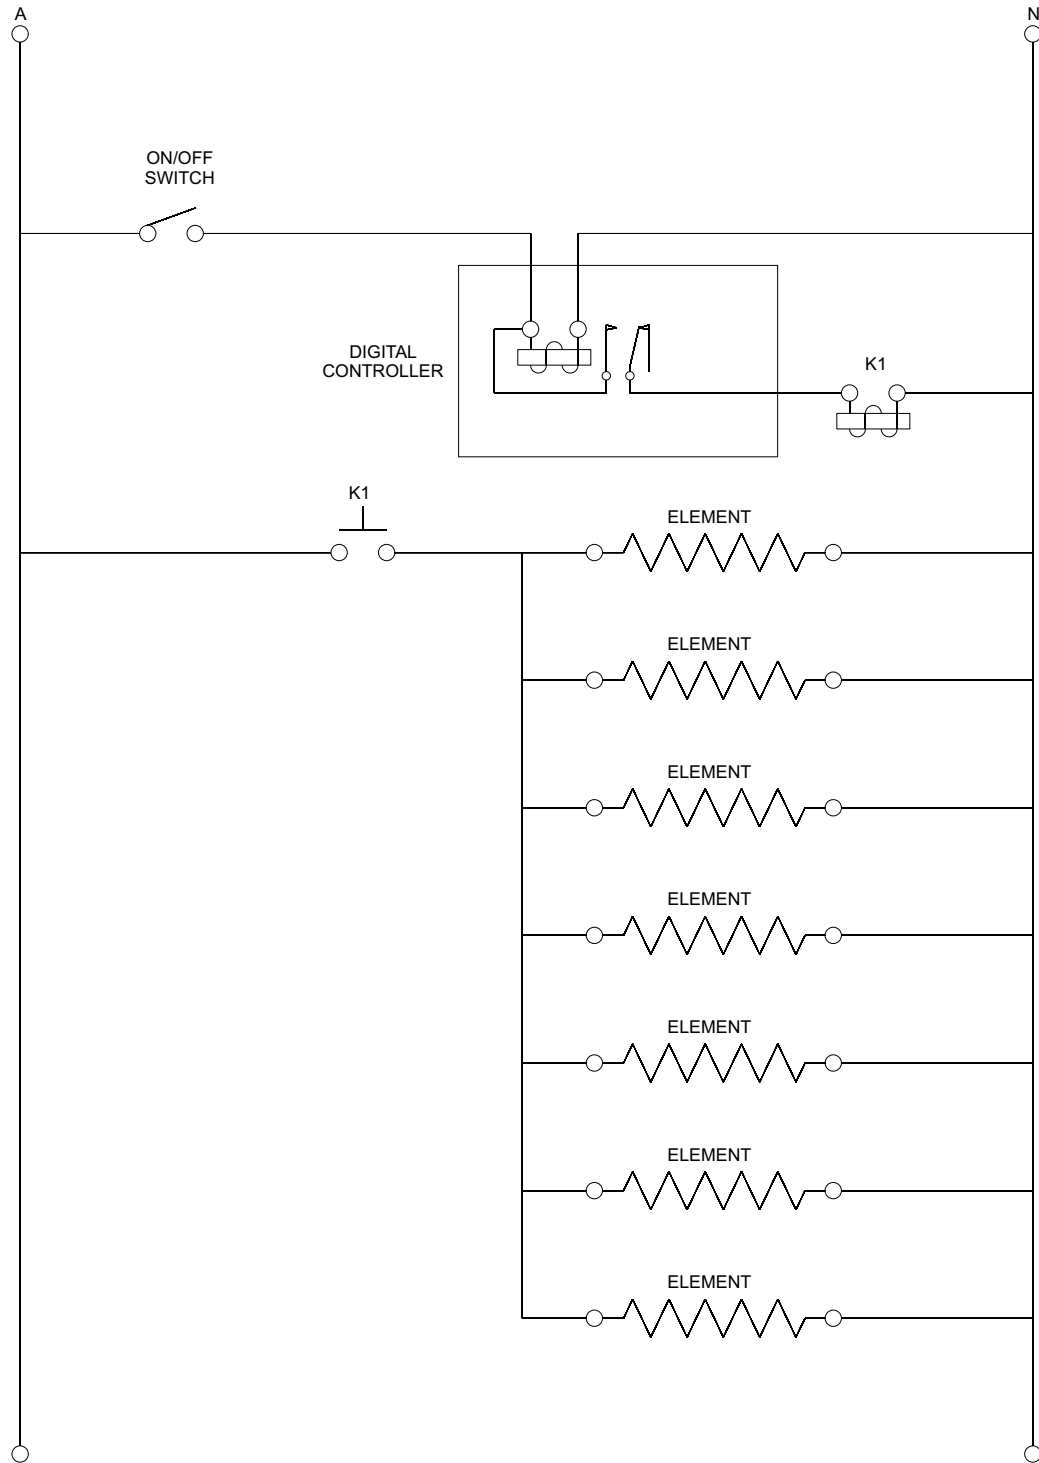 A
N
ON/OFF
SWITCH
DIGITAL
CONTROLLER
K1
K1
ELEMENT
ELEMENT
ELEMENT
ELEMENT
ELEMENT
ELEMENT
ELEMENT